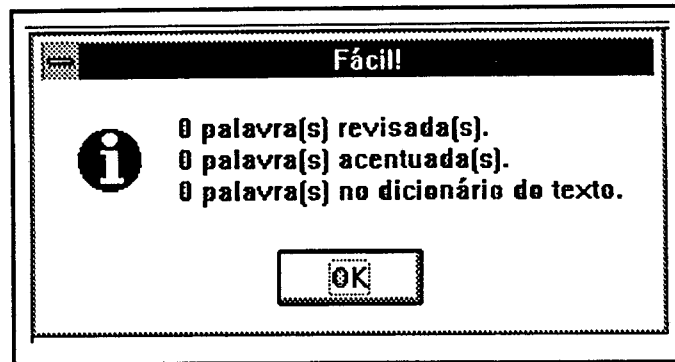 Fácil!
0 palavra(s) revisada(s).
0 palavra(s) acentuada(s).
0 palavra(s) no dicionário do texto.
OK